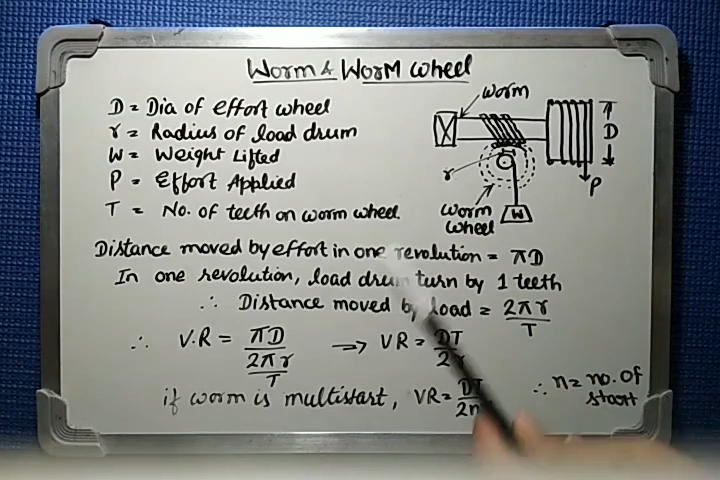 Worm & Worm wheel
D = Dia of effort wheel
r = Radius of load drum
W = Weight Lifted
P = Effort Applied
T = No. of teeth on worm wheel.
worm
D
r
P
W
worm wheel
Distance moved by effort in one revolution = πD
In one revolution, load drum turn by 1 teeth
∴ Distance moved by load = 2πr/T
∴ V.R = πD/(2πr/T) → VR = DT/2r
if worm is multistart, VR = DT/2n
∴ n = no. of start